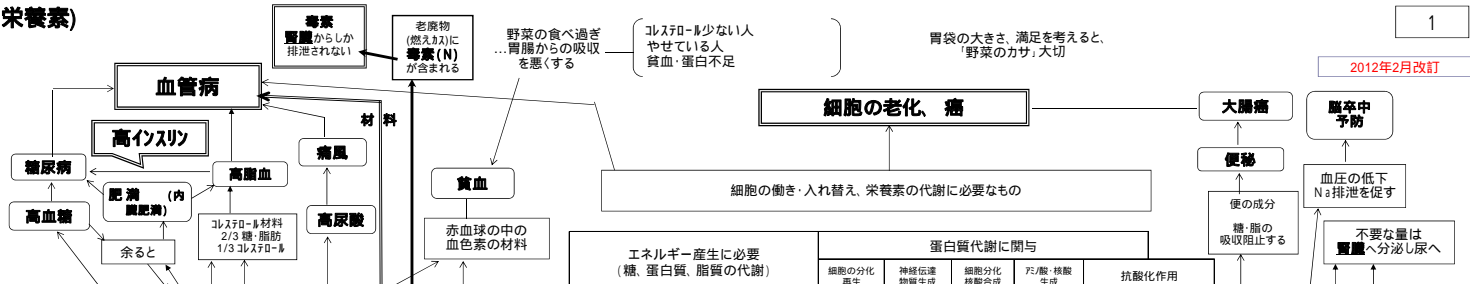 栄養素)
毒素
腎臓からしか
排泄されない
老廃物
(燃えカス)に
毒素(N)
が含まれる
野菜の食べ過ぎ
…胃腸からの吸収
を悪くする
コレステロール少ない人
やせている人
貧血・蛋白不足
胃袋の大きさ、満足を考えると、
「野菜のカサ」大切
1
2012年2月改訂
血管病
材 料
細胞の老化、 癌
大腸癌
脳卒中
予防
高インスリン
糖尿病
高脂血
痛風
貧血
便秘
肥満 (内
臓肥満)
高血糖
余ると
コレステロール材料
2/3 糖・脂肪
1/3 コレステロール
高尿酸
赤血球の中の
血色素の材料
細胞の働き・入れ替え、栄養素の代謝に必要なもの
便の成分
糖・脂の
吸収阻止する
血圧の低下
Na排泄を促す
不要な量は
腎臓へ分泌し尿へ
エネルギー産生に必要
(糖、蛋白質、脂質の代謝)
蛋白質代謝に関与
細胞の分化
再生
神経伝達
物質生成
細胞分化
核酸合成
アミノ酸・核酸
生成
抗酸化作用